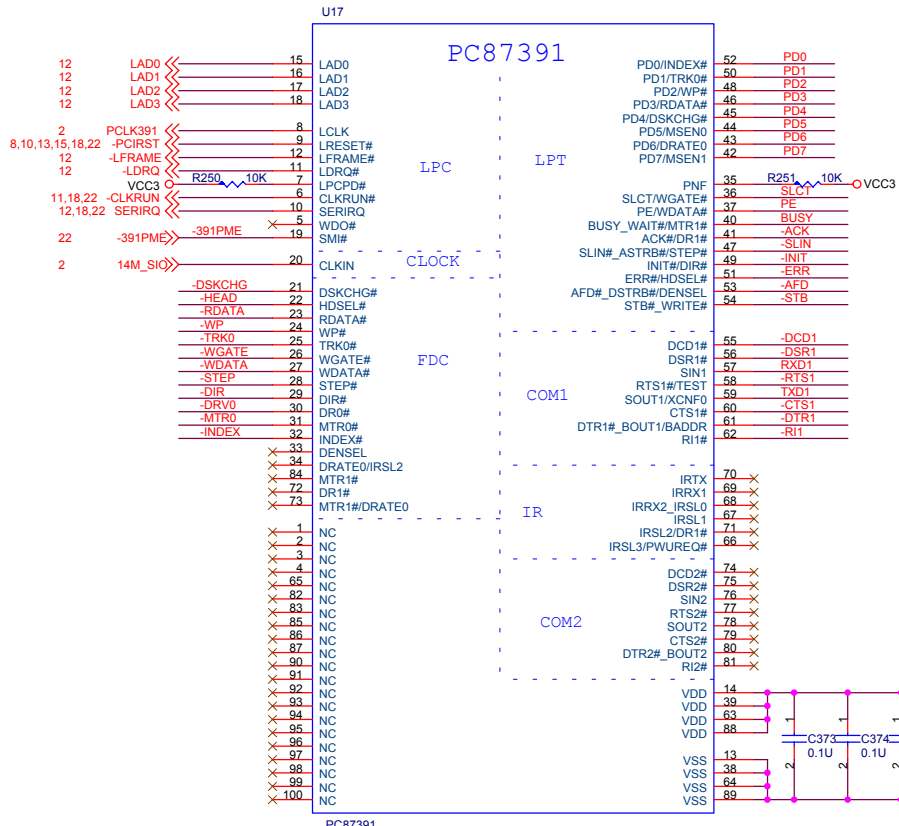 U17
PC87391
12 LAD0 15 LAD0
12 LAD1 16 LAD1
12 LAD2 17 LAD2
12 LAD3 18 LAD3
2 PCLK391 8 LCLK
8,10,13,15,18,22 -PCIRST 9 LRESET#
12 -LFRAME 12 LFRAME#
12 -LDRQ 11 LDRQ#
VCC3 R250 10K 7 LPCPD#
11,18,22 -CLKRUN 6 CLKRUN#
12,18,22 SERIRQ 10 SERIRQ
5 WDO#
22 -391PME -391PME 19 SMI#
LPC
2 14M_SIO 20 CLKIN
CLOCK
-DSKCHG 21 DSKCHG#
-HEAD 22 HDSEL#
-RDATA 23 RDATA#
-WP 24 WP#
-TRK0 25 TRK0#
-WGATE 26 WGATE#
-WDATA 27 WDATA#
-STEP 28 STEP#
-DIR 29 DIR#
-DRV0 30 DR0#
-MTR0 31 MTR0#
-INDEX 32 INDEX#
33 DENSEL
34 DRATE0/IRSL2
84 MTR1#
72 DR1#
73 MTR1#/DRATE0
FDC
1 NC
2 NC
3 NC
4 NC
65 NC
82 NC
83 NC
85 NC
86 NC
87 NC
90 NC
91 NC
92 NC
93 NC
94 NC
95 NC
96 NC
97 NC
98 NC
99 NC
100 NC
LPT
PD0/INDEX# 52 PD0
PD1/TRK0# 50 PD1
PD2/WP# 48 PD2
PD3/RDATA# 46 PD3
PD4/DSKCHG# 45 PD4
PD5/MSEN0 44 PD5
PD6/DRATE0 43 PD6
PD7/MSEN1 42 PD7
PNF 35 R251 10K VCC3
SLCT/WGATE# 36 SLCT
PE/WDATA# 37 PE
BUSY_WAIT#/MTR1# 40 BUSY
ACK#/DR1# 41 -ACK
SLIN#_ASTRB#/STEP# 47 -SLIN
INIT#/DIR# 49 -INIT
ERR#/HDSEL# 51 -ERR
AFD#_DSTRB#/DENSEL 53 -AFD
STB#_WRITE# 54 -STB
COM1
DCD1# 55 -DCD1
DSR1# 56 -DSR1
SIN1 57 RXD1
RTS1#/TEST 58 -RTS1
SOUT1/XCNF0 59 TXD1
CTS1# 60 -CTS1
DTR1#_BOUT1/BADDR 61 -DTR1
RI1# 62 -RI1
IR
IRTX 70
IRRX1 69
IRRX2_IRSL0 68
IRSL1 67
IRSL2/DR1# 71
IRSL3/PWUREQ# 66
COM2
DCD2# 74
DSR2# 75
SIN2 76
RTS2# 77
SOUT2 78
CTS2# 79
DTR2#_BOUT2 80
RI2# 81
VDD 14
VDD 39
VDD 63
VDD 88
VSS 13
VSS 38
VSS 64
VSS 89
1 1 1
C373 C374
0.1U 0.1U
2 2 2
PC87391